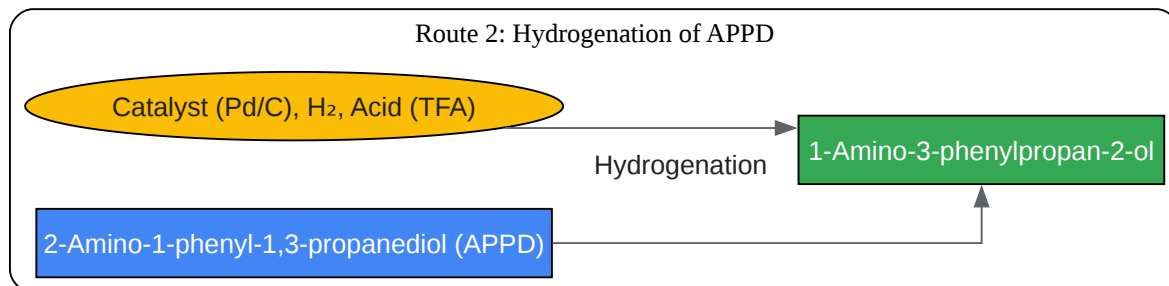 Route 2: Hydrogenation of APPD
Catalyst (Pd/C), H₂, Acid (TFA)
1-Amino-3-phenylpropan-2-ol
Hydrogenation
2-Amino-1-phenyl-1,3-propanediol (APPD)